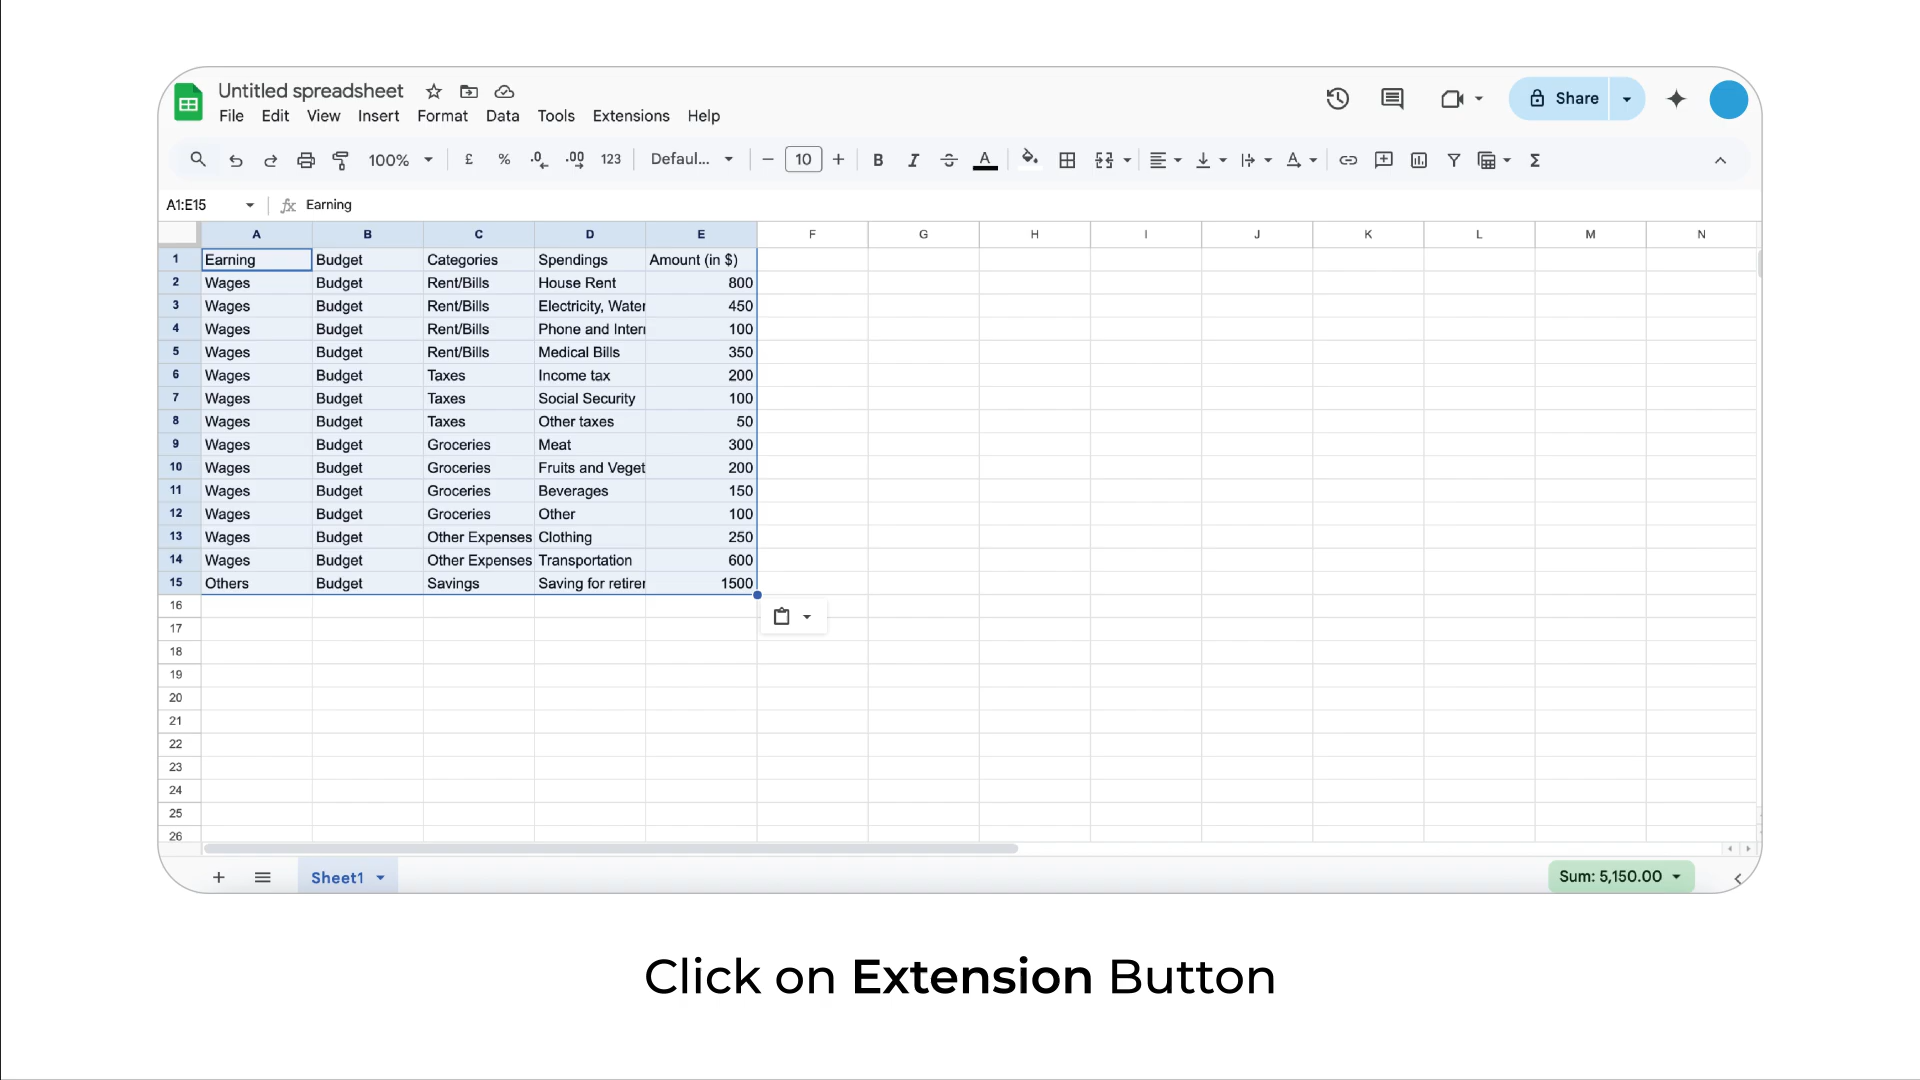 Untitled spreadsheet
File Edit View Insert Format Data Tools Extensions Help
Share
100% £ % .0 .00 123 Defaul... 10 B I A A Σ
A1:E15 fx Earning
A B C D E F G H I J K L M N
1 Earning Budget Categories Spendings Amount (in $)
2 Wages Budget Rent/Bills House Rent 800
3 Wages Budget Rent/Bills Electricity, Water 450
4 Wages Budget Rent/Bills Phone and Intern 100
5 Wages Budget Rent/Bills Medical Bills 350
6 Wages Budget Taxes Income tax 200
7 Wages Budget Taxes Social Security 100
8 Wages Budget Taxes Other taxes 50
9 Wages Budget Groceries Meat 300
10 Wages Budget Groceries Fruits and Veget 200
11 Wages Budget Groceries Beverages 150
12 Wages Budget Groceries Other 100
13 Wages Budget Other Expenses Clothing 250
14 Wages Budget Other Expenses Transportation 600
15 Others Budget Savings Saving for retirer 1500
16
17
18
19
20
21
22
23
24
25
26
Sheet1 Sum: 5,150.00
Click on Extension Button